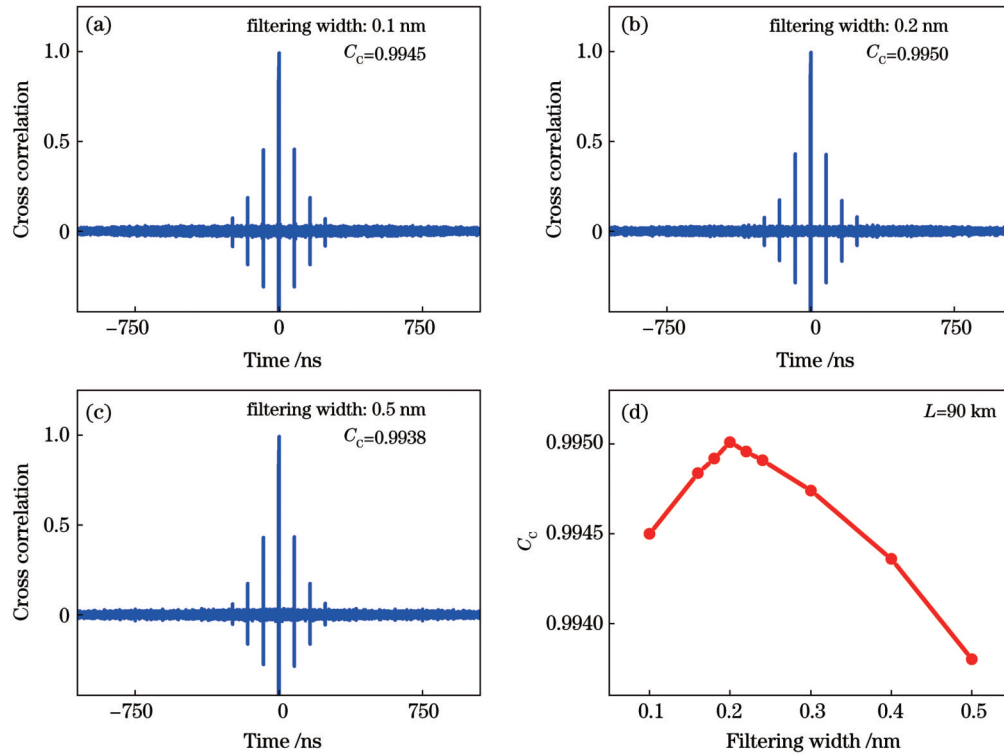 (a)
filtering width: 0.1 nm
C_c=0.9945
Cross correlation
1.0
0.5
0
−750
0
750
Time /ns
(b)
filtering width: 0.2 nm
C_c=0.9950
Cross correlation
1.0
0.5
0
−750
0
750
Time /ns
(c)
filtering width: 0.5 nm
C_c=0.9938
Cross correlation
1.0
0.5
0
−750
0
750
Time /ns
(d)
L=90 km
C_c
0.9950
0.9945
0.9940
0.1
0.2
0.3
0.4
0.5
Filtering width /nm